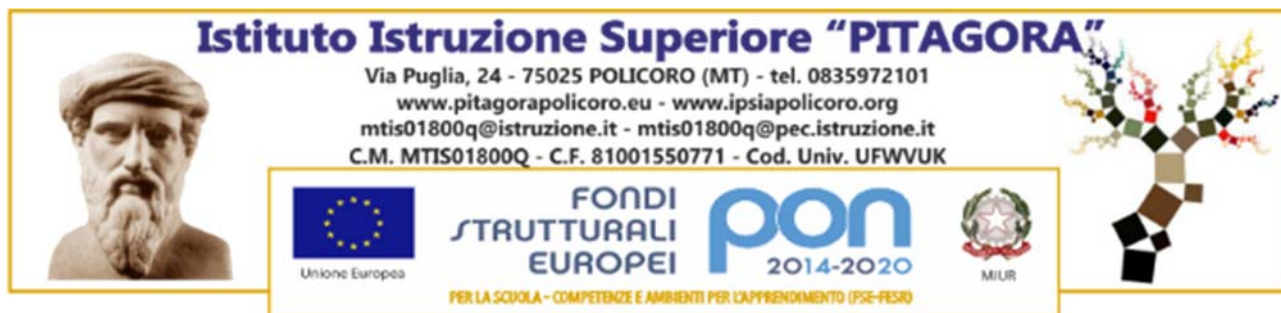 Istituto Istruzione Superiore “PITAGORA”
Via Puglia, 24 - 75025 POLICORO (MT) - tel. 0835972101
www.pitagorapolicoro.eu - www.ipsiapolicoro.org
mtis01800q@istruzione.it - mtis01800q@pec.istruzione.it
C.M. MTIS01800Q - C.F. 81001550771 - Cod. Univ. UFWVUK
Unione Europea
FONDI
STRUTTURALI
EUROPEI
pon
2014-2020
MIUR
PER LA SCUOLA - COMPETENZE E AMBIENTI PER L'APPRENDIMENTO (FSE-FESR)